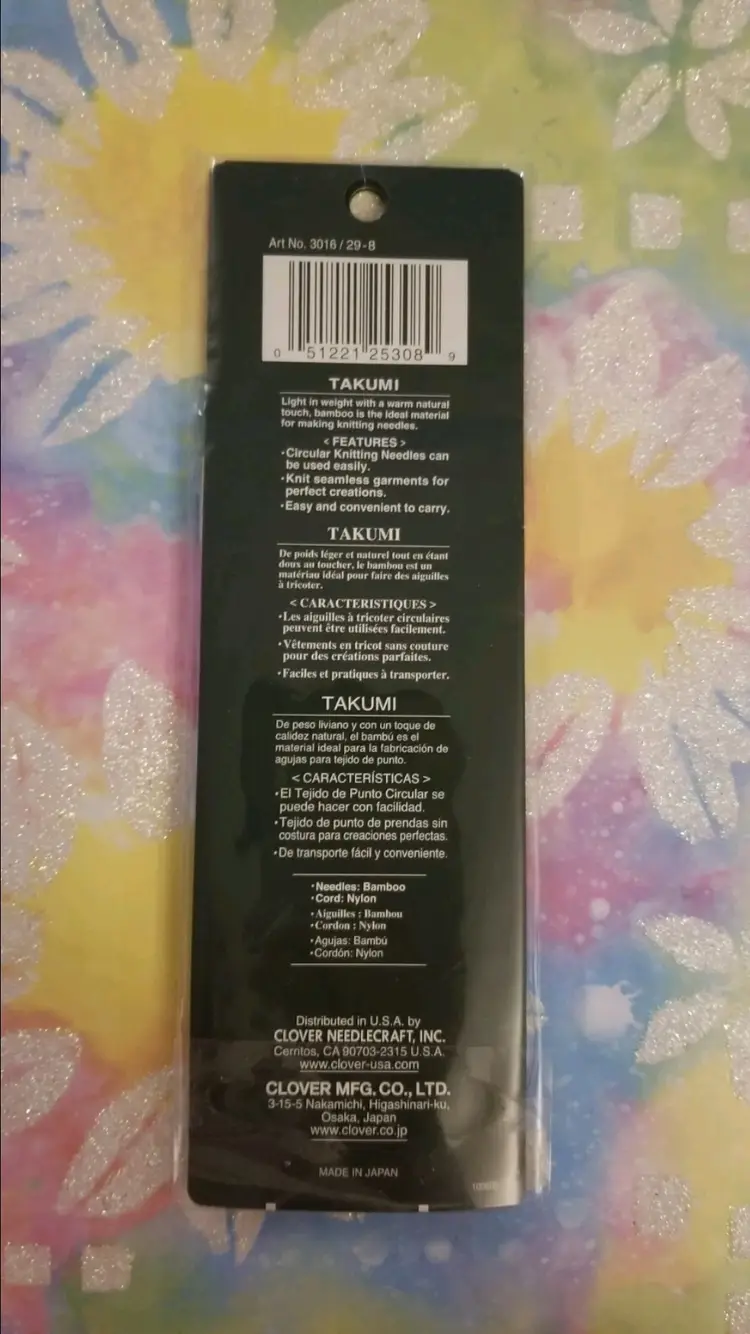 Art No. 3016 / 29-8
0 51221 25308 9
TAKUMI
Light in weight with a warm natural
touch, bamboo is the ideal material
for making knitting needles.
< FEATURES >
・Circular Knitting Needles can
be used easily.
・Knit seamless garments for
perfect creations.
・Easy and convenient to carry.
TAKUMI
De poids léger et naturel tout en étant
doux au toucher, le bambou est un
matériau idéal pour faire des aiguilles
à tricoter.
< CARACTERISTIQUES >
・Les aiguilles à tricoter circulaires
peuvent être utilisées facilement.
・Vêtements en tricot sans couture
pour des créations parfaites.
・Faciles et pratiques à transporter.
TAKUMI
De peso liviano y con un toque de
calidez natural, el bambú es el
material ideal para la fabricación de
agujas para tejido de punto.
< CARACTERÍSTICAS >
・El Tejido de Punto Circular se
puede hacer con facilidad.
・Tejido de punto de prendas sin
costura para creaciones perfectas.
・De transporte fácil y conveniente.
・Needles: Bamboo
・Cord: Nylon
・Aiguilles : Bambou
・Cordon : Nylon
・Agujas: Bambú
・Cordón: Nylon
Distributed in U.S.A. by
CLOVER NEEDLECRAFT, INC.
Cerritos, CA 90703-2315 U.S.A.
www.clover-usa.com
CLOVER MFG. CO., LTD.
3-15-5 Nakamichi, Higashinari-ku,
Osaka, Japan
www.clover.co.jp
MADE IN JAPAN